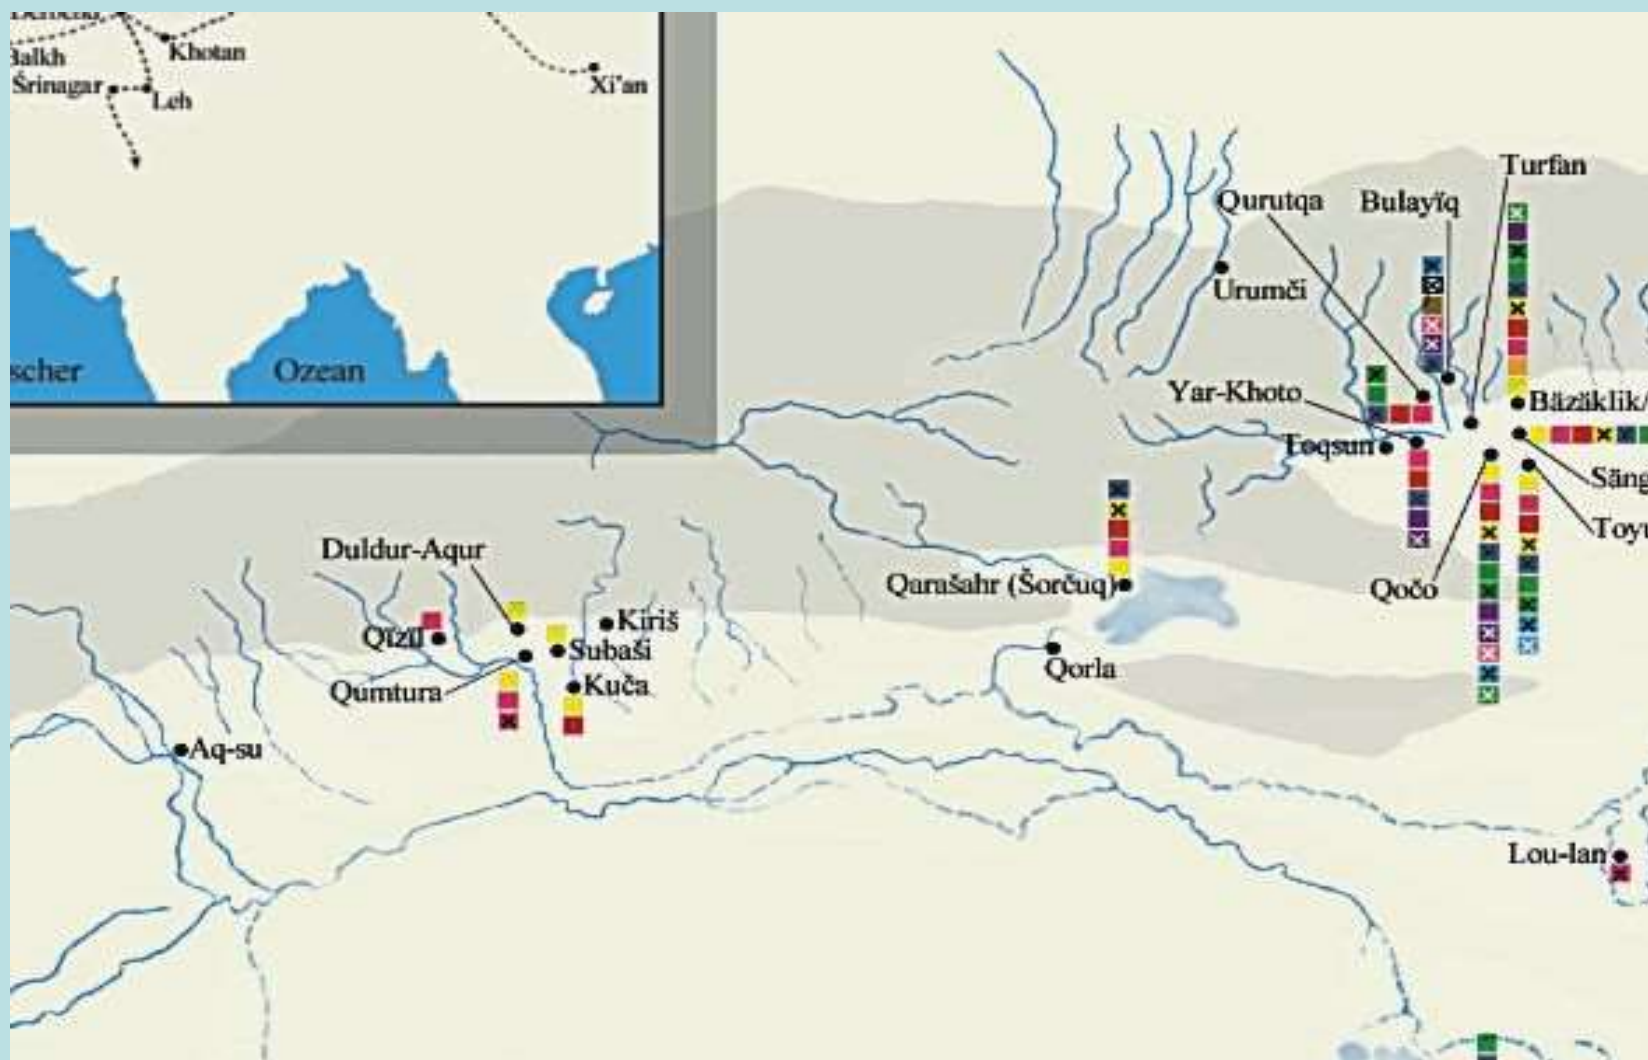 Khotan
Balkh
Śrinagar
Leh
Xi'an
scher
Ozean
Turfan
Qurutqa
Bulayïq
Urumči
Yar-Khoto
Bäzäklik/
Toqsun
Säng
Toyu
Duldur-Aqur
Qarašahr (Šorčuq)
Qočo
Kiriš
Qïzïl
Subaši
Qorla
Kuča
Qumtura
Aq-su
Lou-lan